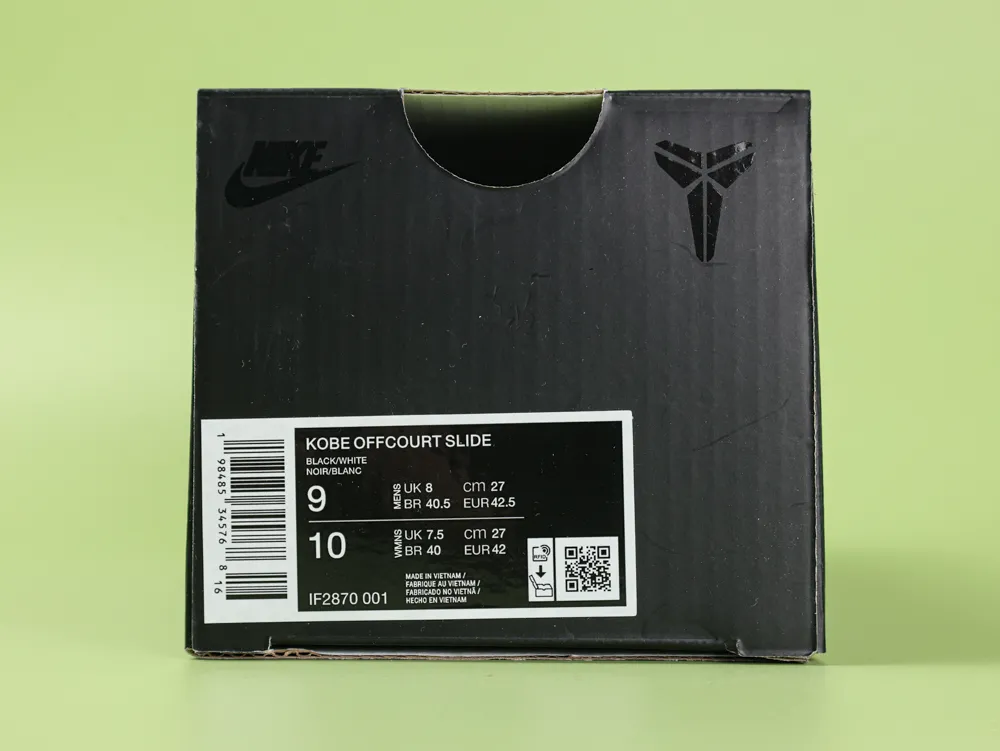 NIKE
KOBE OFFCOURT SLIDE
BLACK/WHITE
NOIR/BLANC
9
MENS
UK 8 cm 27
BR 40.5 EUR 42.5
10
WMNS
UK 7.5 cm 27
BR 40 EUR 42
IF2870 001
MADE IN VIETNAM /
FABRIQUE AU VIETNAM /
FABRICADO NO VIETNÃ /
HECHO EN VIETNAM
RFID
1 98485 34576 8 16